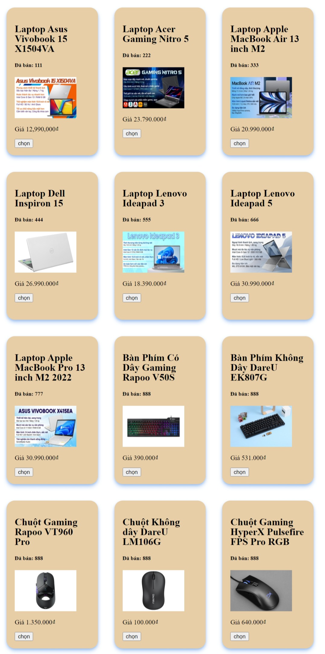 Laptop Asus
Vivobook 15
X1504VA
Đã bán: 111
Asus Vivobook 15 X1504VA
Giá 12,990,000₫
chọn
Laptop Acer
Gaming Nitro 5
Đã bán: 222
GAMING NITRO 5
Giá 23.790.000₫
chọn
Laptop Apple
MacBook Air 13
inch M2
Đã bán: 333
Giá 20.990.000₫
chọn
Laptop Dell
Inspiron 15
Đã bán: 444
Giá 26.990.000₫
chọn
Laptop Lenovo
Ideapad 3
Đã bán: 555
Lenovo Ideapad 3
Giá 18.390.000₫
chọn
Laptop Lenovo
Ideapad 5
Đã bán: 666
LENOVO IDEAPAD 5
Giá 30.990.000₫
chọn
Laptop Apple
MacBook Pro 13
inch M2 2022
Đã bán: 777
ASUS VIVOBOOK X415EA
Giá 30.990.000₫
chọn
Bàn Phím Có
Dây Gaming
Rapoo V50S
Đã bán: 888
Giá 390.000₫
chọn
Bàn Phím Không
Dây DareU
EK807G
Đã bán: 888
Giá 531.000₫
chọn
Chuột Gaming
Rapoo VT960
Pro
Đã bán: 888
Giá 1.350.000₫
chọn
Chuột Không
dây DareU
LM106G
Đã bán: 888
Giá 100.000₫
chọn
Chuột Gaming
HyperX Pulsefire
FPS Pro RGB
Đã bán: 888
Giá 640.000₫
chọn